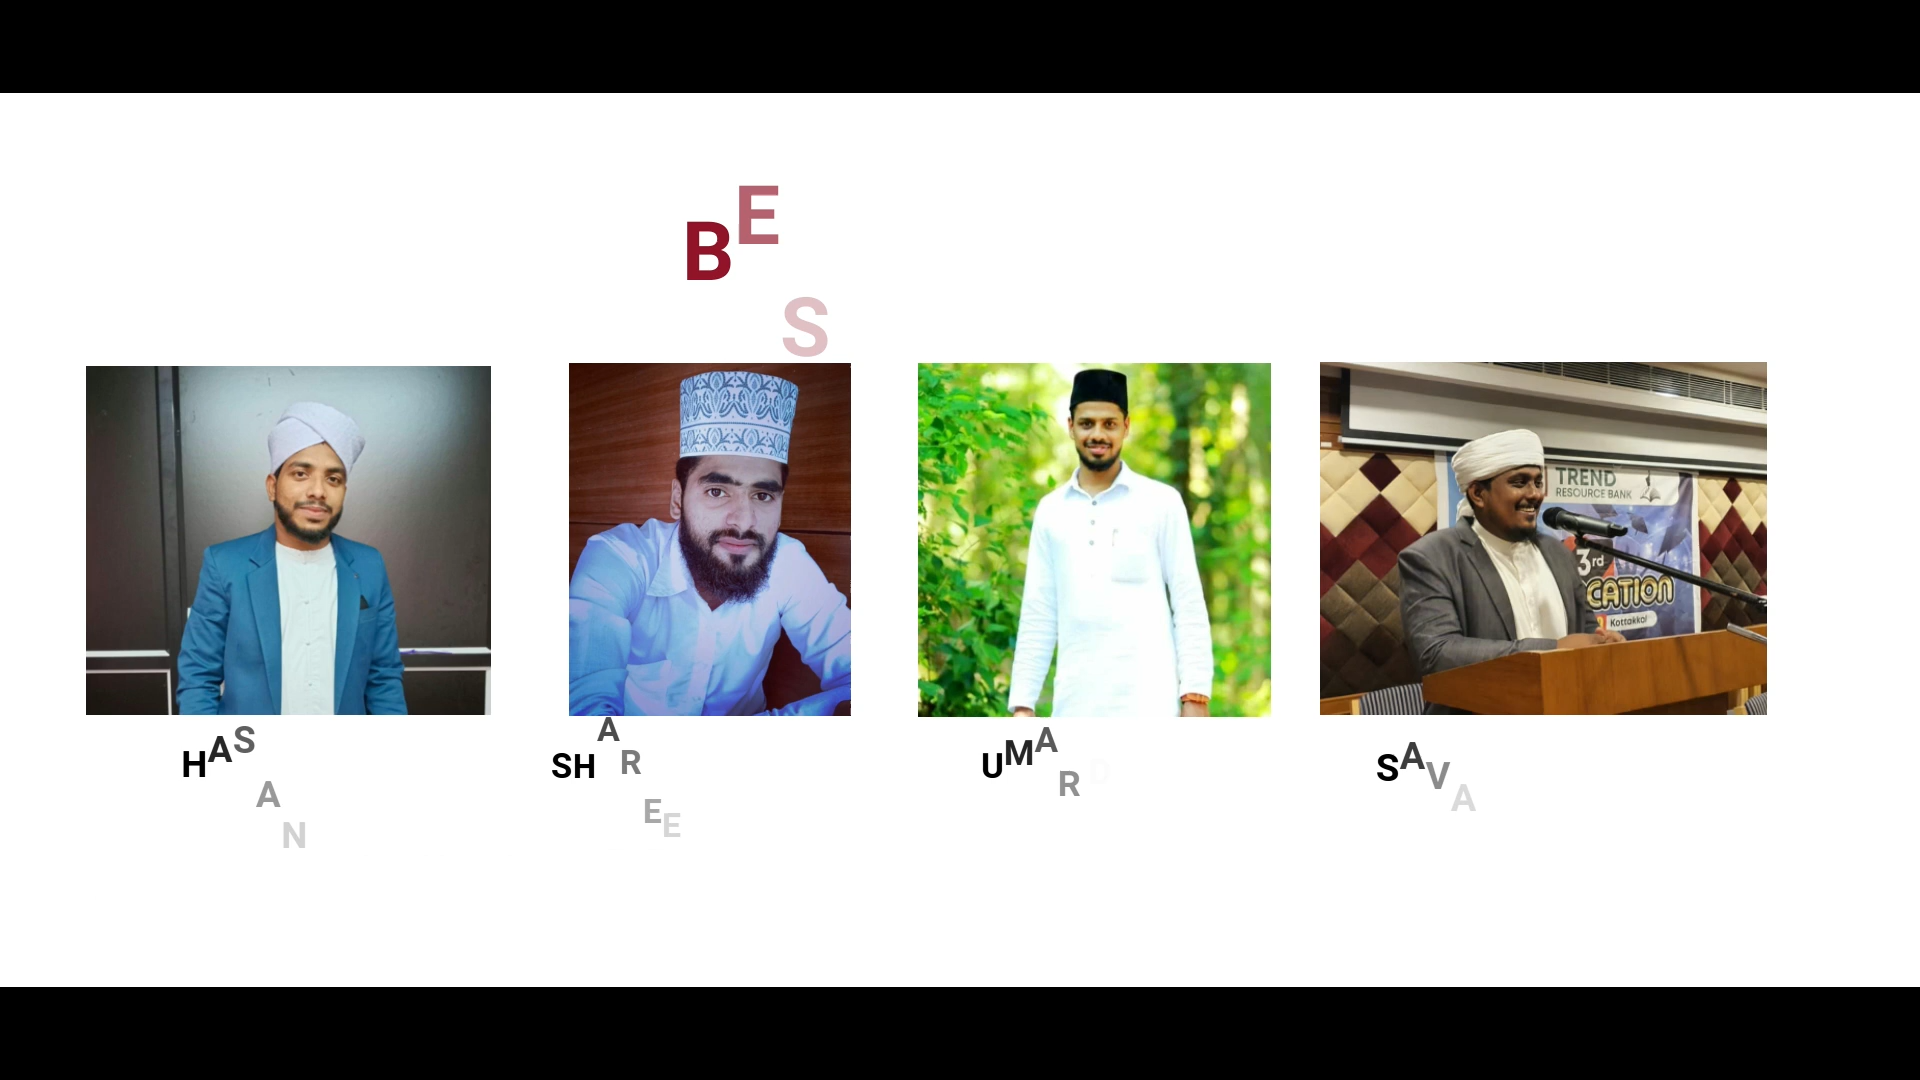 BES
TREND
RESOURCE BANK
3rd
CATION
Kottakkal
HASAN
SHAREE
UMAR D
SAVA